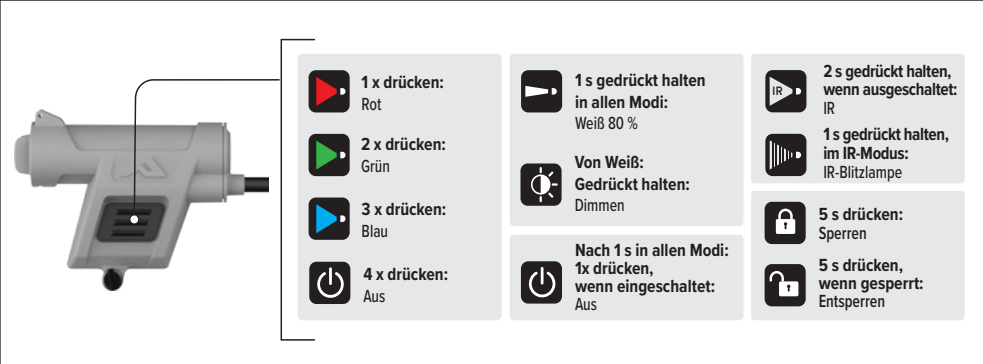 1 x drücken:
Rot
2 x drücken:
Grün
3 x drücken:
Blau
4 x drücken:
Aus
1 s gedrückt halten
in allen Modi:
Weiß 80 %
Von Weiß:
Gedrückt halten:
Dimmen
Nach 1 s in allen Modi:
1x drücken,
wenn eingeschaltet:
Aus
IR
2 s gedrückt halten,
wenn ausgeschaltet:
IR
1 s gedrückt halten,
im IR-Modus:
IR-Blitzlampe
5 s drücken:
Sperren
5 s drücken,
wenn gesperrt:
Entsperren